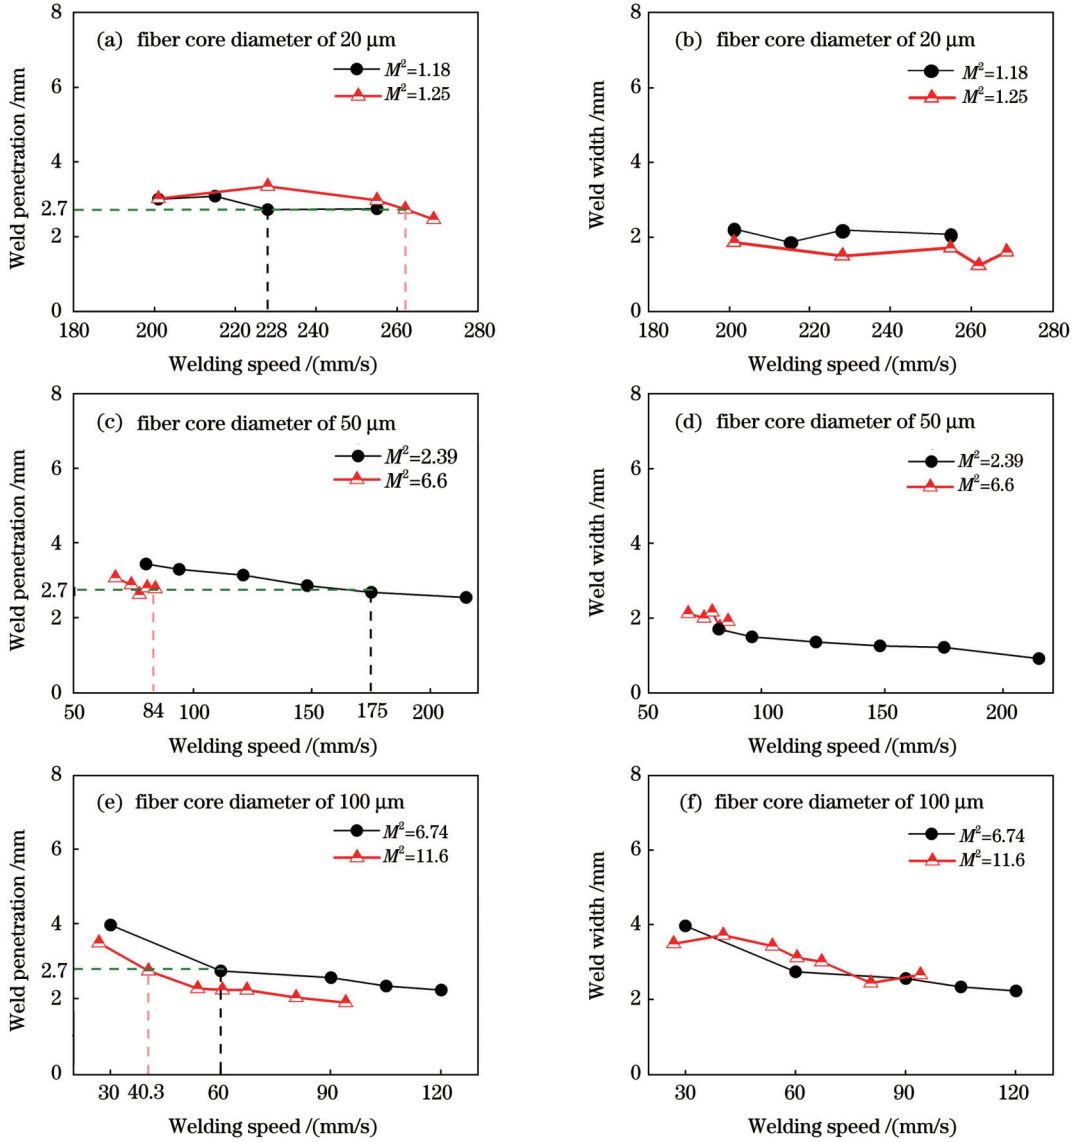 (a) fiber core diameter of 20 μm
M²=1.18
M²=1.25
Weld penetration /mm
8
6
4
2.7
2
0
180 200 220 228 240 260 280
Welding speed /(mm/s)
(b) fiber core diameter of 20 μm
M²=1.18
M²=1.25
Weld width /mm
8
6
4
2
0
180 200 220 240 260 280
Welding speed /(mm/s)
(c) fiber core diameter of 50 μm
M²=2.39
M²=6.6
Weld penetration /mm
8
6
4
2.7
2
0
50 84 100 150 175 200
Welding speed /(mm/s)
(d) fiber core diameter of 50 μm
M²=2.39
M²=6.6
Weld width /mm
8
6
4
2
0
50 100 150 200
Welding speed /(mm/s)
(e) fiber core diameter of 100 μm
M²=6.74
M²=11.6
Weld penetration /mm
8
6
4
2.7
2
0
30 40.3 60 90 120
Welding speed /(mm/s)
(f) fiber core diameter of 100 μm
M²=6.74
M²=11.6
Weld width /mm
8
6
4
2
0
30 60 90 120
Welding speed /(mm/s)